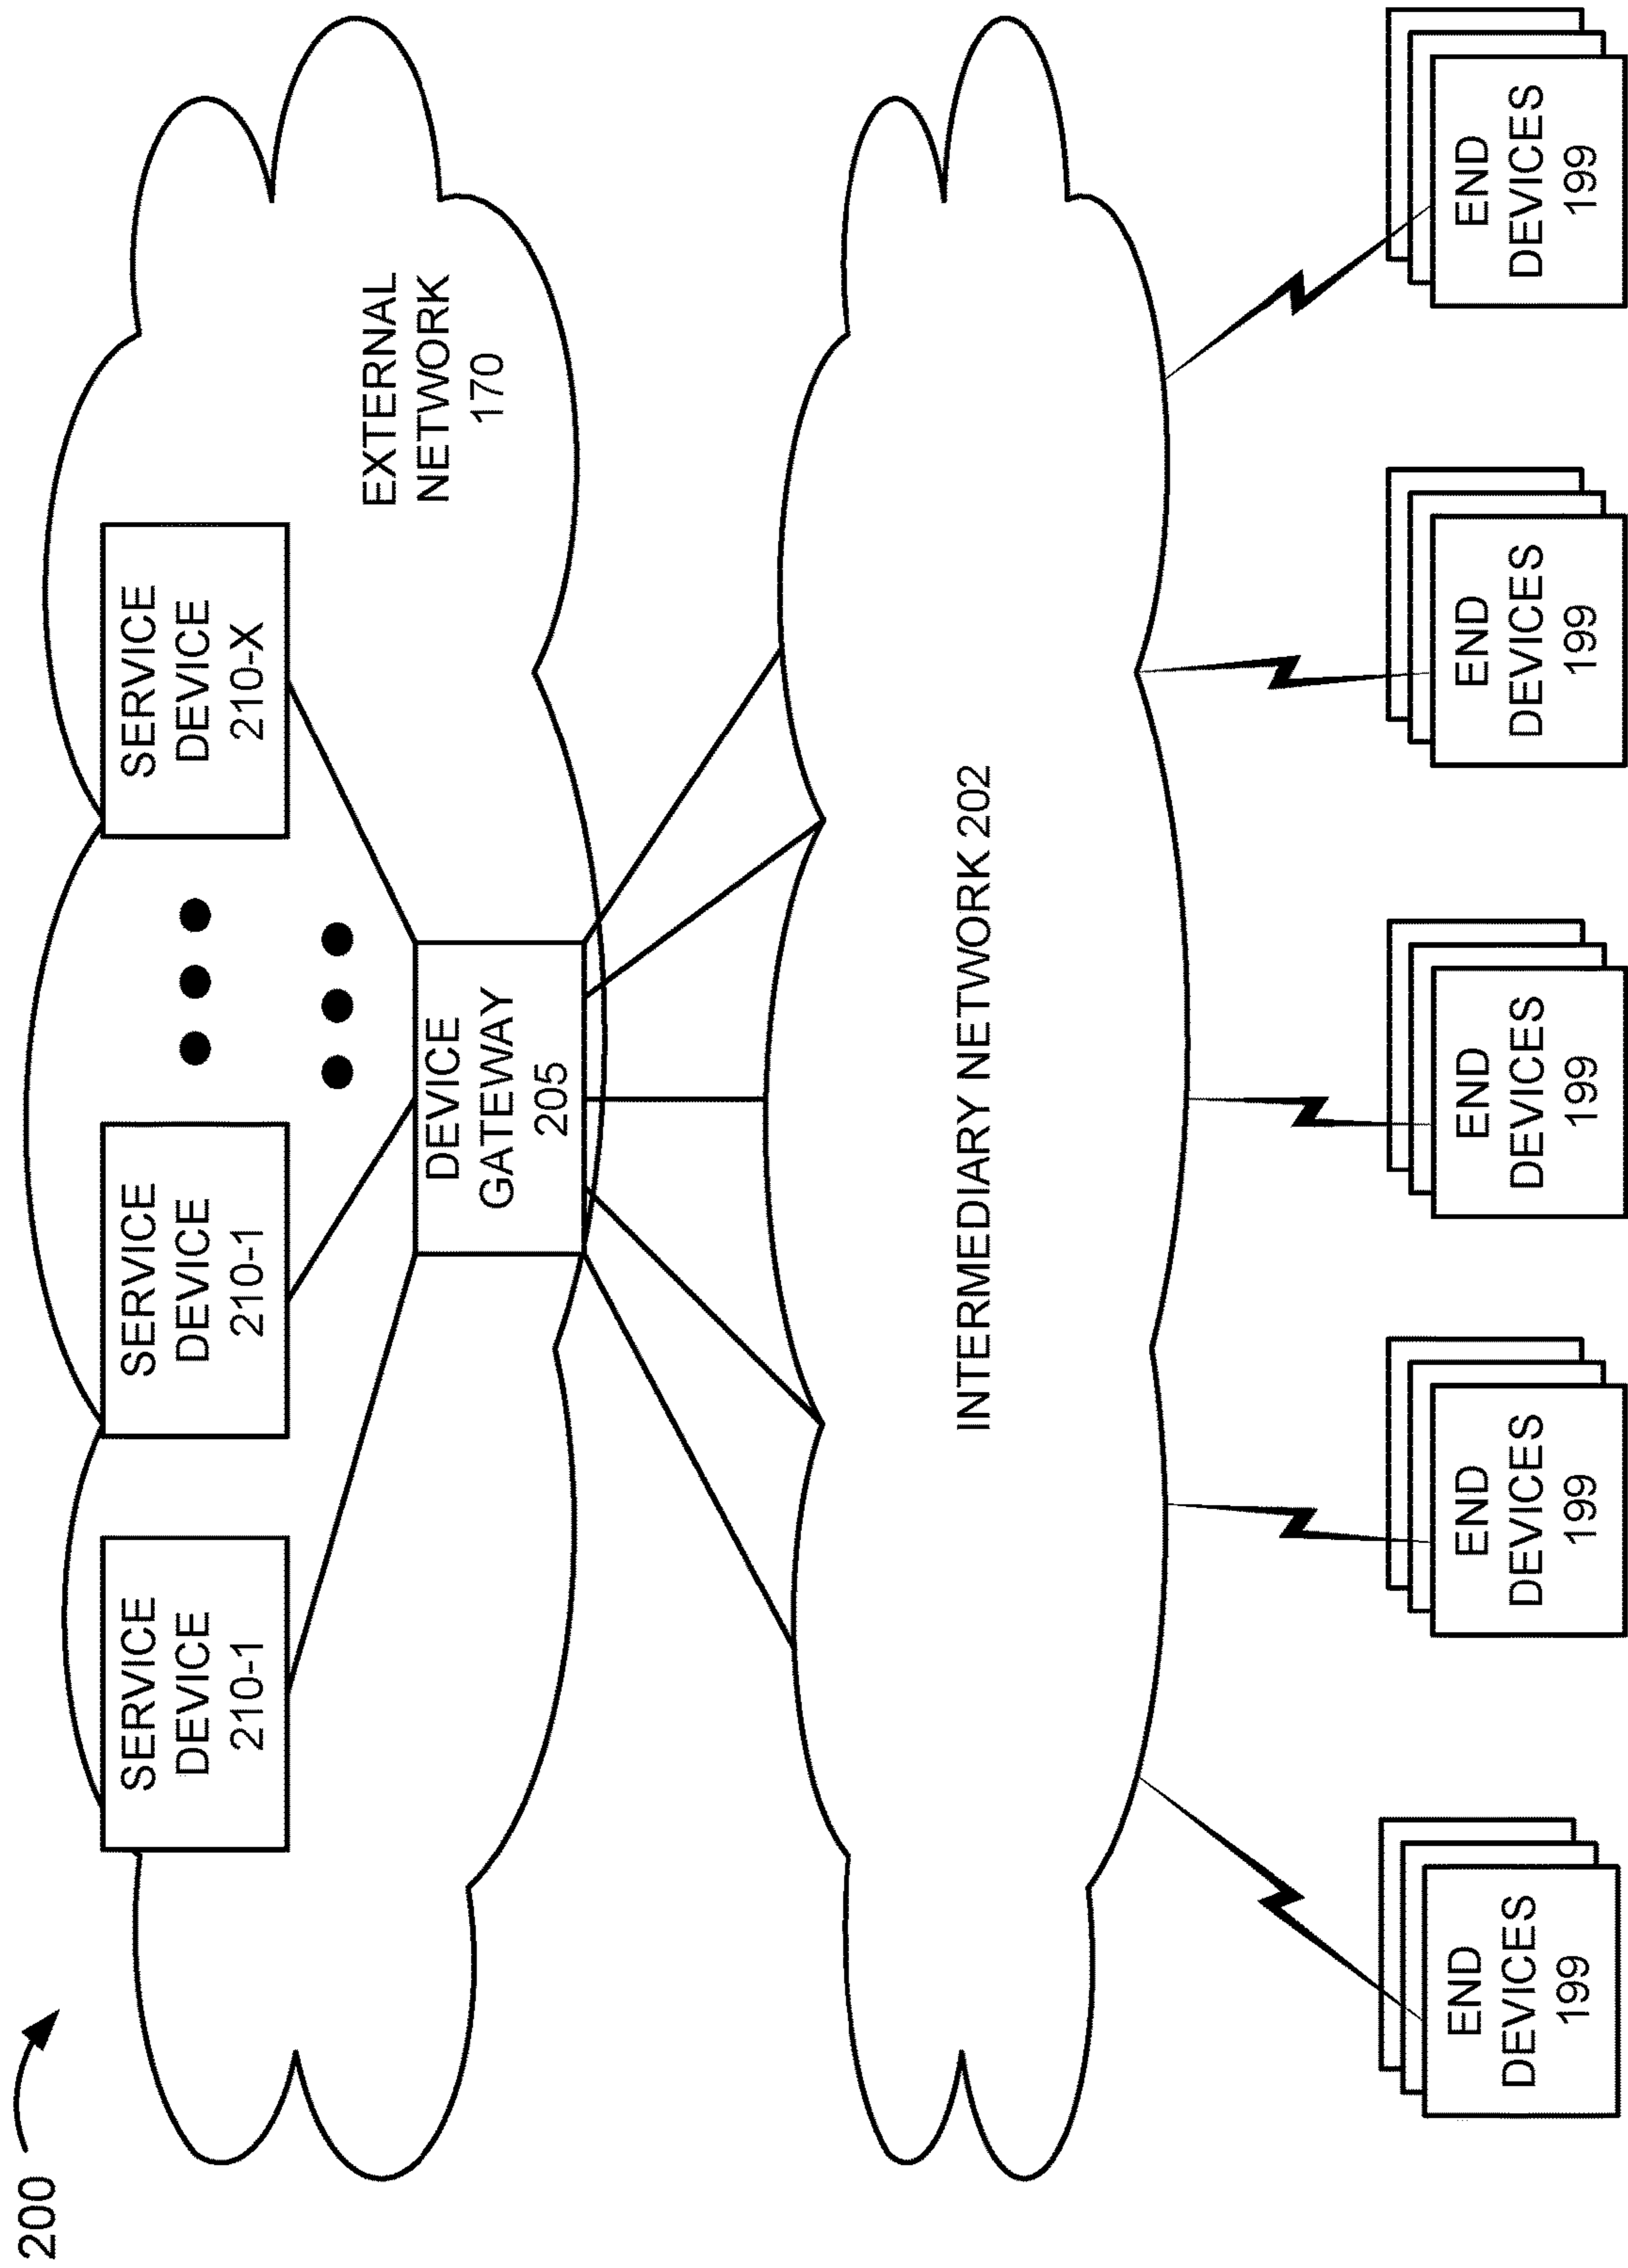 200
SERVICE
DEVICE
210-1
SERVICE
DEVICE
210-1
SERVICE
DEVICE
210-X
EXTERNAL
NETWORK
170
DEVICE
GATEWAY
205
INTERMEDIARY NETWORK 202
END
DEVICES
199
END
DEVICES
199
END
DEVICES
199
END
DEVICES
199
END
DEVICES
199